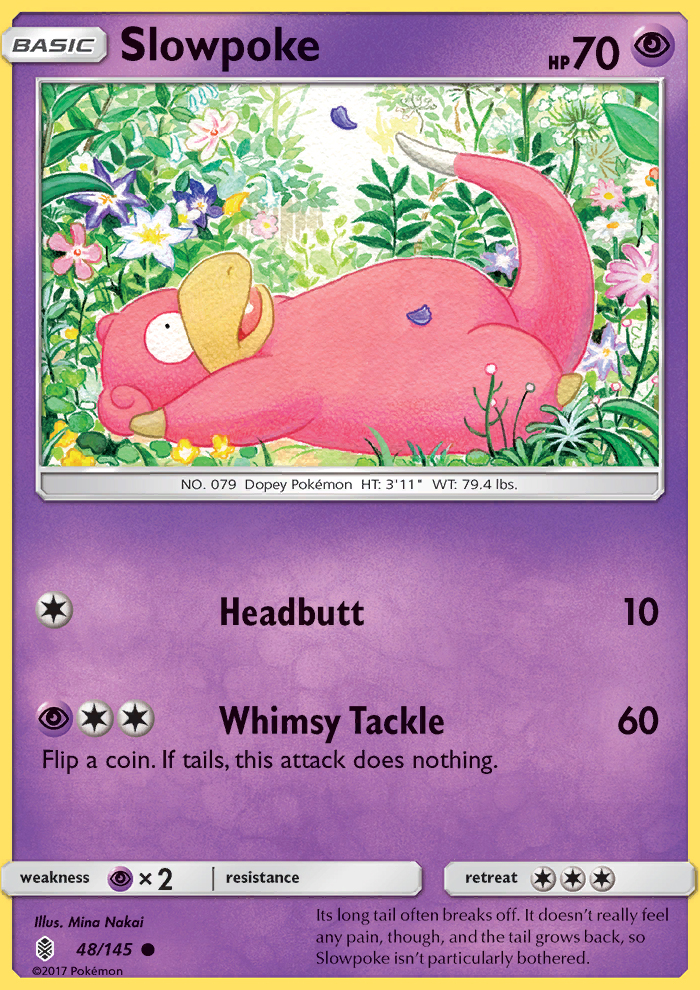 BASIC Slowpoke HP70
NO. 079 Dopey Pokémon HT: 3'11" WT: 79.4 lbs.
Headbutt 10
Whimsy Tackle 60
Flip a coin. If tails, this attack does nothing.
weakness ×2 resistance retreat
Illus. Mina Nakai
48/145
©2017 Pokémon
Its long tail often breaks off. It doesn't really feel
any pain, though, and the tail grows back, so
Slowpoke isn't particularly bothered.